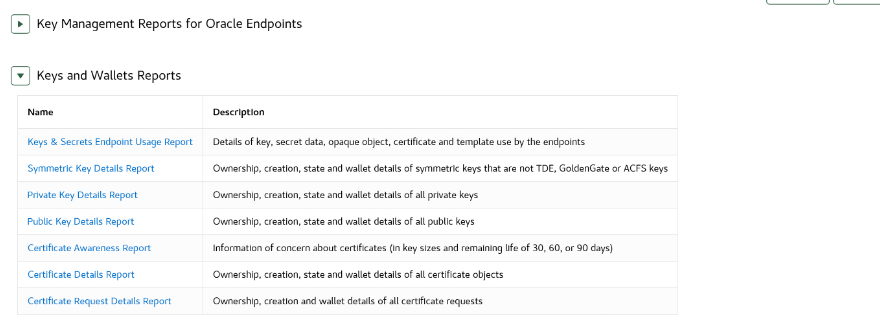 Key Management Reports for Oracle Endpoints
Keys and Wallets Reports
Name Description
Keys & Secrets Endpoint Usage Report Details of key, secret data, opaque object, certificate and template use by the endpoints
Symmetric Key Details Report Ownership, creation, state and wallet details of symmetric keys that are not TDE, GoldenGate or ACFS keys
Private Key Details Report Ownership, creation, state and wallet details of all private keys
Public Key Details Report Ownership, creation, state and wallet details of all public keys
Certificate Awareness Report Information of concern about certificates (in key sizes and remaining life of 30, 60, or 90 days)
Certificate Details Report Ownership, creation, state and wallet details of all certificate objects
Certificate Request Details Report Ownership, creation and wallet details of all certificate requests